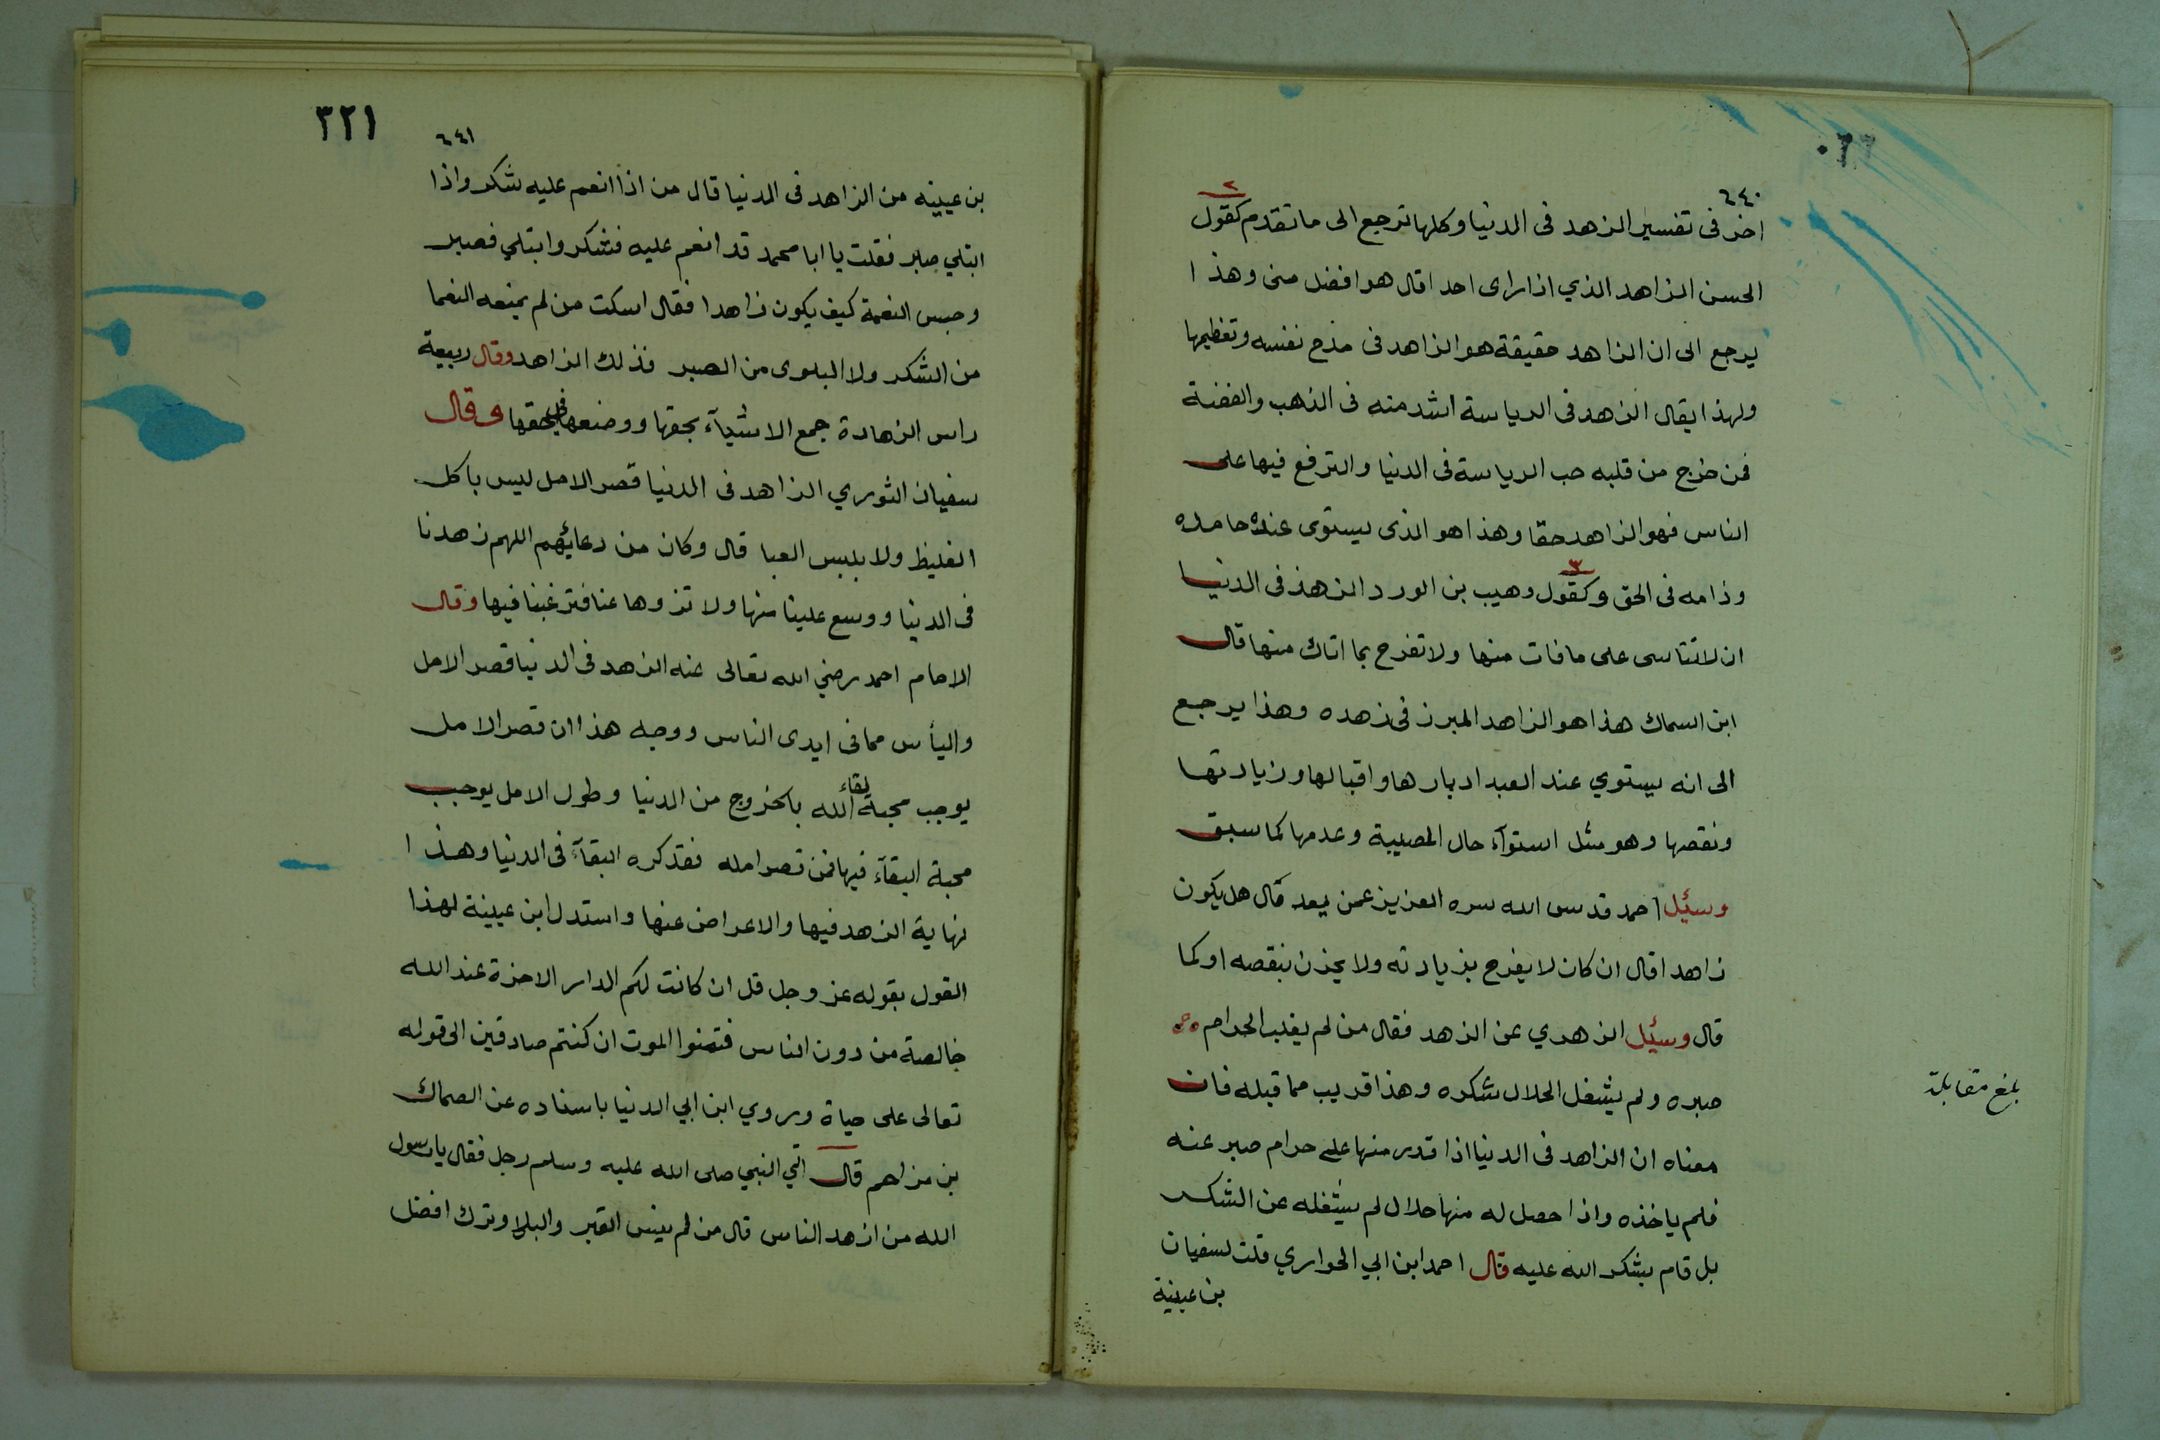 ٦٤٠
٢
اخر فى تفسير الزهد فى الدنيا وكلها ترجع الى ما تقدم كقول
الحسن الزاهد الذي اذا راى احدا قال هو افضل منى وهذا
يرجع الى ان الزاهد حقيقة هو الزاهد فى مدح نفسه وتعظيمها
ولهذا يقال الزهد فى الرياسة اشد منه فى الذهب والفضة
فمن خرج من قلبه حب الرياسة فى الدنيا والترفع فيها على
الناس فهو الزاهد حقا وهذا هو الذى يستوى عنده حامده
٣
وذامه فى الحق وكقول وهيب بن الورد الزهد فى الدنيا
ان لا تتاسى على ما فات منها ولا تفرح بما اتاك منها قال
ابن السماك هذا هو الزاهد المبرز فى زهده وهذا يرجع
الى انه يستوي عند العبد ادبارها واقبالها وزيادتها
ونقصها وهو مثل استوآء حال المصيبة وعدمها كما سبق
وسئيل احمد قدس الله سره العزيز عمن معه قال هل يكون
زاهدا قال ان كان لا يفرح بزيادته ولا يحزن بنقصه او كما
قال وسئيل الزهري عن الزهد فقال من لم يغلب الحرام
صبره ولم يشغل الحلال شكره وهذا قريب مما قبله فان
معناه ان الزاهد فى الدنيا اذا قدر منها على حرام صبر عنه
فلم ياخذه واذا حصل له منها حلال لم يشغله عن الشكر
بل قام بشكر الله عليه قال احمد ابن ابي الحواري قلت لسفيان
بن عيينة
بلغ مقابلة
٣٢١
٦٤١
بن عيينه من الزاهد فى الدنيا قال من اذا انعم عليه شكر واذا
ابتلي صبر فقلت يا ابا محمد قد انعم عليه فشكر وابتلي فصبر
وحبس النعمة كيف يكون زاهدا فقال اسكت من لم يمنعه النعما
من الشكر ولا البلوى من الصبر فذلك الزاهد وقال ربيعة
راس الزهادة جمع الاشيآء بحقها ووضعها فى حقها وقال
سفيان الثوري الزاهد فى الدنيا قصر الامل ليس باكل
الغليظ ولا بلبس العبا قال وكان من دعائهم اللهم زهدنا
فى الدنيا ووسع علينا منها ولا تزوها عنا فترغبنا فيها وقال
الامام احمد رضي الله تعالى عنه الزهد فى الدنيا قصر الامل
واليأس مما فى ايدى الناس ووجه هذا ان قصر الامل
يوجب محبة لقاء الله بالخروج من الدنيا وطول الامل يوجب
محبة البقآء فيها فمن قصر امله فقد كره البقآء فى الدنيا وهذا
نهاية الزهد فيها والاعراض عنها واستدل ابن عيينة لهذا
القول بقوله عز وجل قل ان كانت لكم الدار الاخرة عند الله
خالصة من دون الناس فتمنوا الموت ان كنتم صادقين الى قوله
تعالى على حياة وروي ابن ابي الدنيا باسناده عن الصماك
بن مزاحم قال اتي النبي صلى الله عليه وسلم رجل فقال يا رسول
الله من ازهد الناس قال من لم ينس القبر والبلا وترك افضل